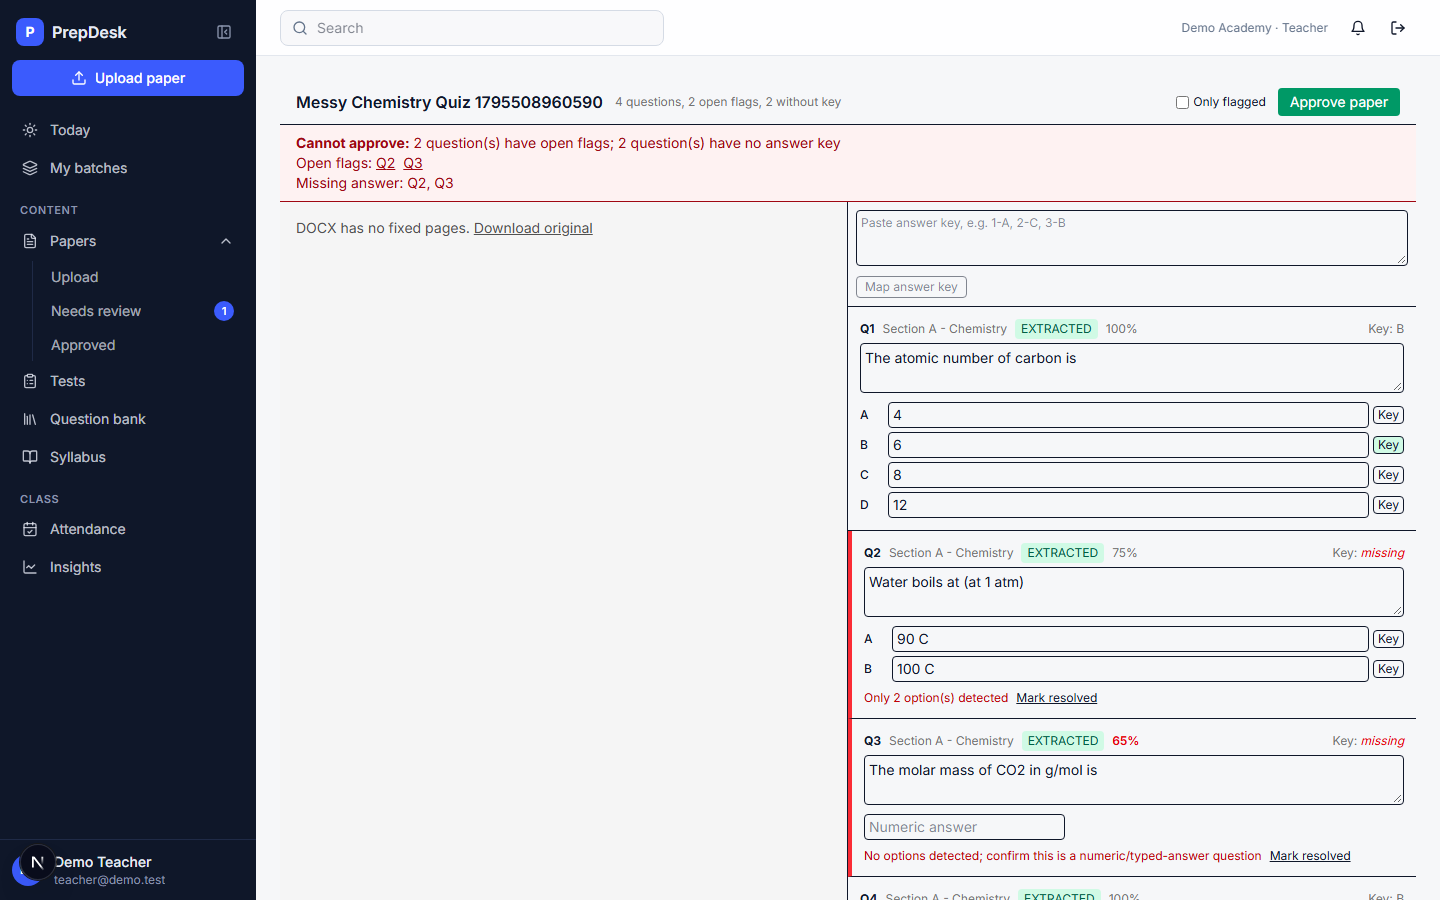 P PrepDesk
Upload paper
Today
My batches
CONTENT
Papers
Upload
Needs review 1
Approved
Tests
Question bank
Syllabus
CLASS
Attendance
Insights
N
Demo Teacher
teacher@demo.test
Search
Demo Academy · Teacher
Messy Chemistry Quiz 1795508960590 4 questions, 2 open flags, 2 without key
Only flagged Approve paper
Cannot approve: 2 question(s) have open flags; 2 question(s) have no answer key
Open flags: Q2 Q3
Missing answer: Q2, Q3
DOCX has no fixed pages. Download original
Paste answer key, e.g. 1-A, 2-C, 3-B
Map answer key
Q1 Section A - Chemistry EXTRACTED 100% Key: B
The atomic number of carbon is
A 4 Key
B 6 Key
C 8 Key
D 12 Key
Q2 Section A - Chemistry EXTRACTED 75% Key: missing
Water boils at (at 1 atm)
A 90 C Key
B 100 C Key
Only 2 option(s) detected Mark resolved
Q3 Section A - Chemistry EXTRACTED 65% Key: missing
The molar mass of CO2 in g/mol is
Numeric answer
No options detected; confirm this is a numeric/typed-answer question Mark resolved
Q4 Section A - Chemistry EXTRACTED 100% Key: B